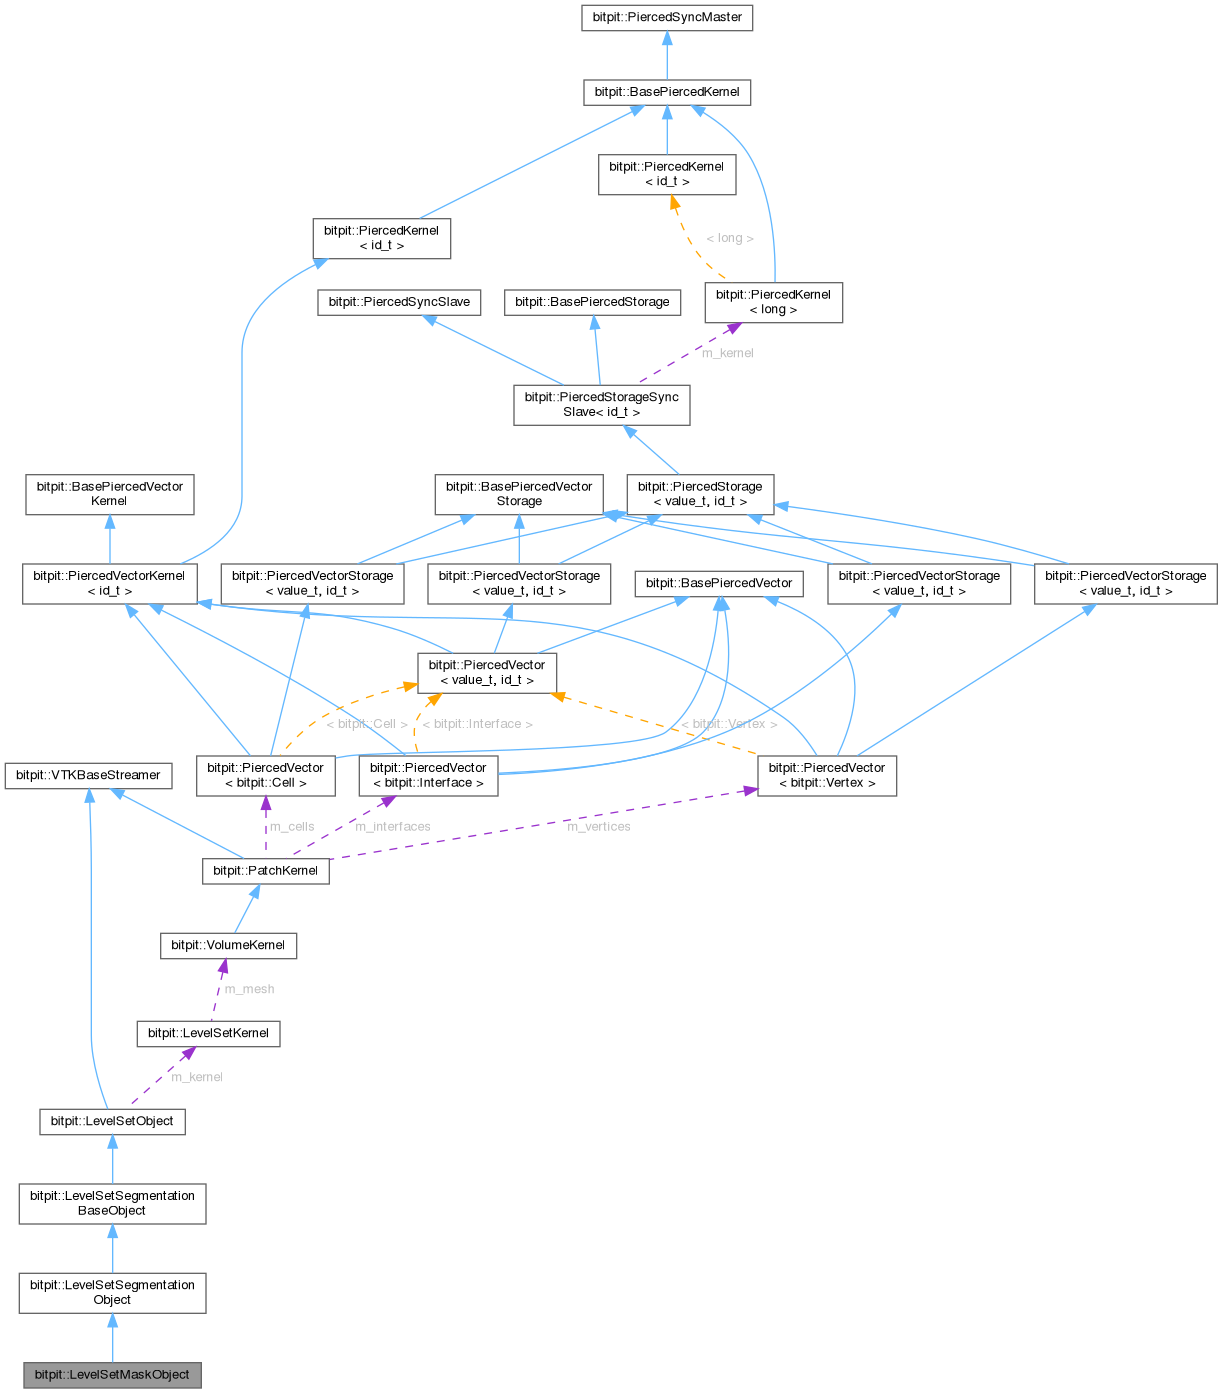 bitpit::PiercedSyncMaster
bitpit::BasePiercedKernel
bitpit::PiercedKernel
< id_t >
bitpit::PiercedKernel
< id_t >
< long >
bitpit::PiercedSyncSlave
bitpit::BasePiercedStorage
bitpit::PiercedKernel
< long >
m_kernel
bitpit::PiercedStorageSync
Slave< id_t >
bitpit::BasePiercedVector
Kernel
bitpit::BasePiercedVector
Storage
bitpit::PiercedStorage
< value_t, id_t >
bitpit::PiercedVectorKernel
< id_t >
bitpit::PiercedVectorStorage
< value_t, id_t >
bitpit::PiercedVectorStorage
< value_t, id_t >
bitpit::BasePiercedVector
bitpit::PiercedVectorStorage
< value_t, id_t >
bitpit::PiercedVectorStorage
< value_t, id_t >
bitpit::PiercedVector
< value_t, id_t >
< bitpit::Cell >
< bitpit::Interface >
< bitpit::Vertex >
bitpit::VTKBaseStreamer
bitpit::PiercedVector
< bitpit::Cell >
bitpit::PiercedVector
< bitpit::Interface >
bitpit::PiercedVector
< bitpit::Vertex >
m_cells
m_interfaces
m_vertices
bitpit::PatchKernel
bitpit::VolumeKernel
m_mesh
bitpit::LevelSetKernel
m_kernel
bitpit::LevelSetObject
bitpit::LevelSetSegmentation
BaseObject
bitpit::LevelSetSegmentation
Object
bitpit::LevelSetMaskObject